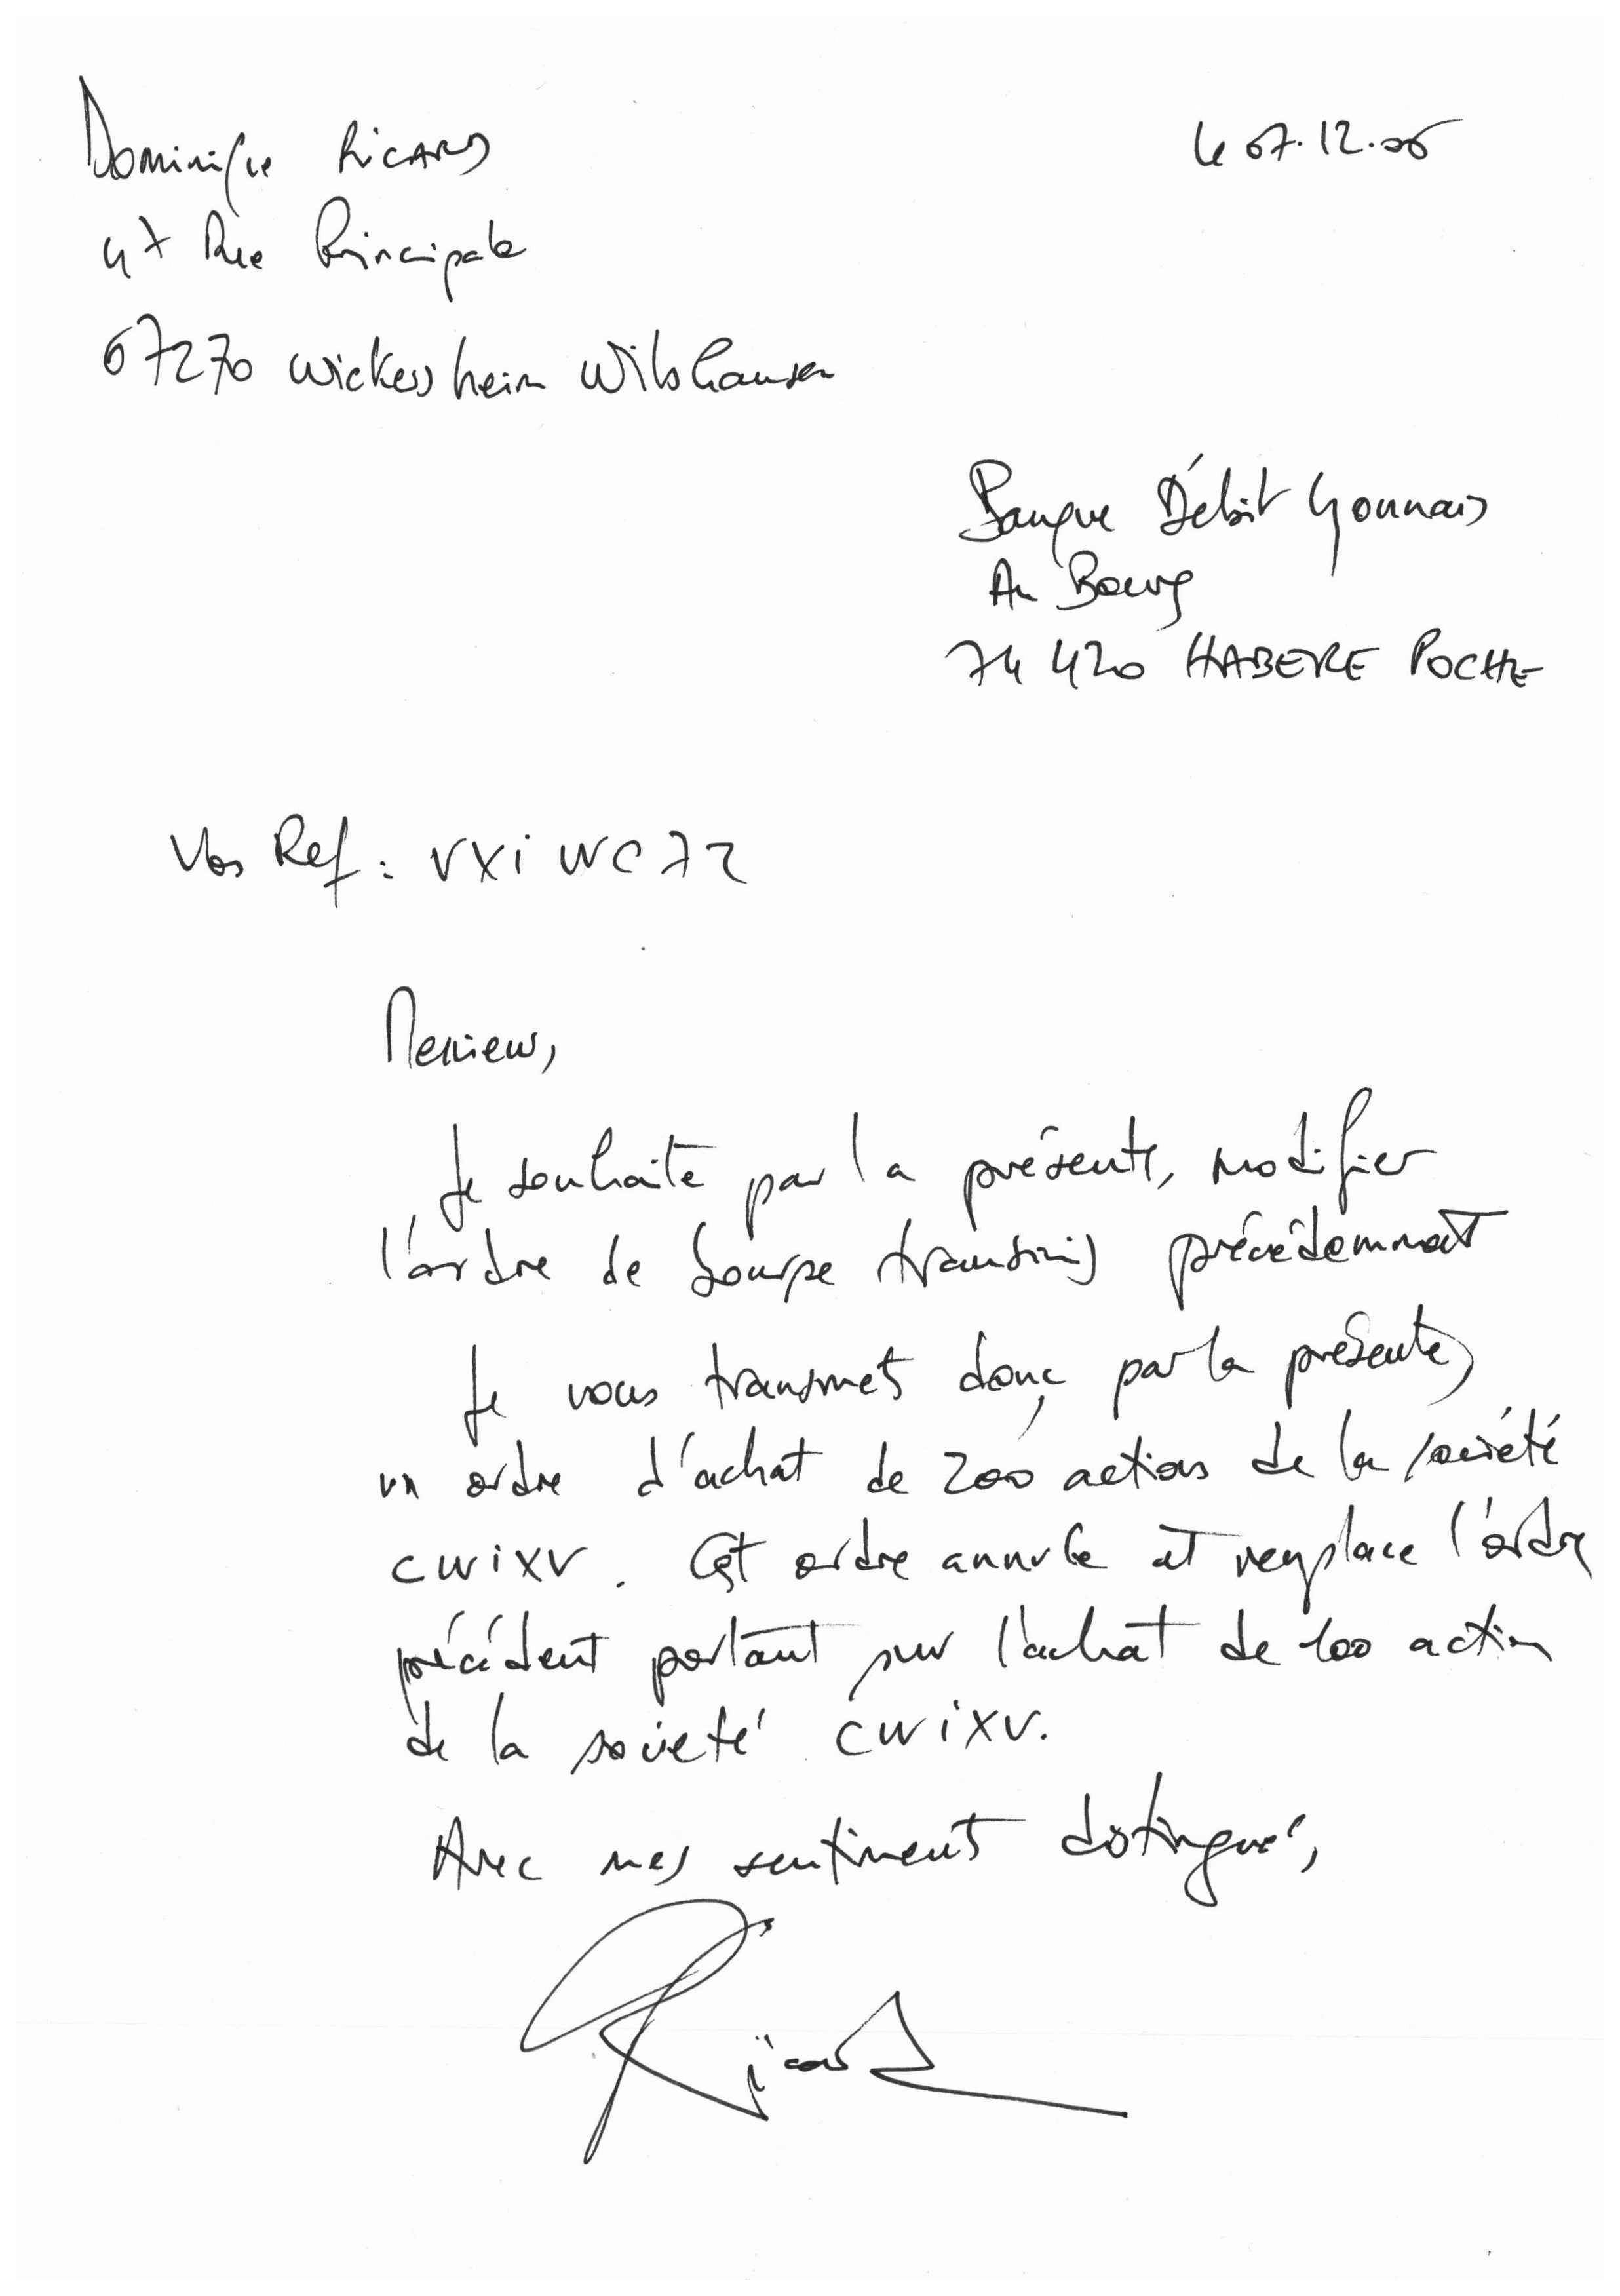 Dominique RICARD
le 07.12.06
47 Rue Principale
67270 Wickersheim Wilshausen
Banque Débit Lyonnais
Au Bourg
74 420 HABERE POCHE
Vos Ref : VXiWC72
Messieurs,
Je souhaite par la présente, modifier
l'ordre de bourse transmis précédemment
Je vous transmets donc, par la présente,
un ordre d'achat de 200 actions de la société
CWiXV. Cet ordre annule et remplace l'ordre
précédent portant sur l'achat de 100 action
de la société CWiXV.
Avec mes sentiments distingués,
Ricard